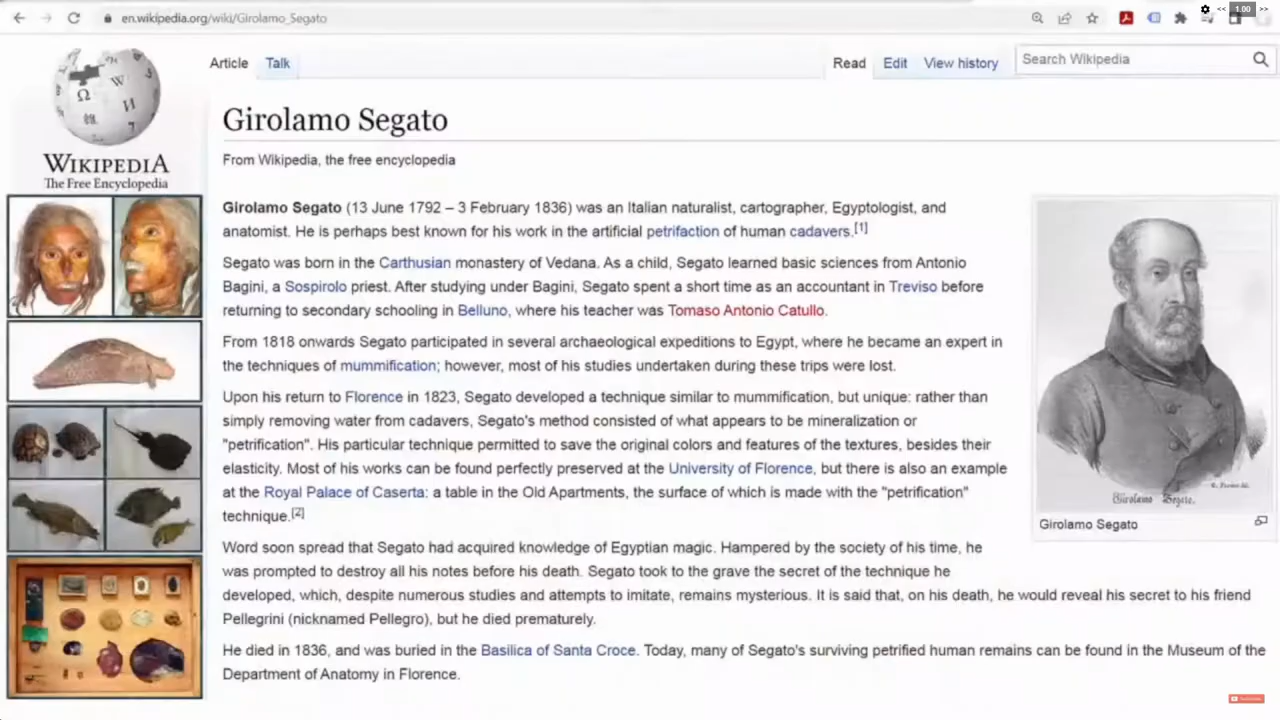 en.wikipedia.org/wiki/Girolamo_Segato
<< 1.00 >>
WIKIPEDIA
The Free Encyclopedia
Article Talk Read Edit View history Search Wikipedia
Girolamo Segato
From Wikipedia, the free encyclopedia
Girolamo Segato (13 June 1792 – 3 February 1836) was an Italian naturalist, cartographer, Egyptologist, and
anatomist. He is perhaps best known for his work in the artificial petrifaction of human cadavers.[1]
Segato was born in the Carthusian monastery of Vedana. As a child, Segato learned basic sciences from Antonio
Bagini, a Sospirolo priest. After studying under Bagini, Segato spent a short time as an accountant in Treviso before
returning to secondary schooling in Belluno, where his teacher was Tomaso Antonio Catullo.
From 1818 onwards Segato participated in several archaeological expeditions to Egypt, where he became an expert in
the techniques of mummification; however, most of his studies undertaken during these trips were lost.
Upon his return to Florence in 1823, Segato developed a technique similar to mummification, but unique: rather than
simply removing water from cadavers, Segato's method consisted of what appears to be mineralization or
"petrification". His particular technique permitted to save the original colors and features of the textures, besides their
elasticity. Most of his works can be found perfectly preserved at the University of Florence, but there is also an example
at the Royal Palace of Caserta: a table in the Old Apartments, the surface of which is made with the "petrification"
technique.[2]
Word soon spread that Segato had acquired knowledge of Egyptian magic. Hampered by the society of his time, he
was prompted to destroy all his notes before his death. Segato took to the grave the secret of the technique he
developed, which, despite numerous studies and attempts to imitate, remains mysterious. It is said that, on his death, he would reveal his secret to his friend
Pellegrini (nicknamed Pellegro), but he died prematurely.
He died in 1836, and was buried in the Basilica of Santa Croce. Today, many of Segato's surviving petrified human remains can be found in the Museum of the
Department of Anatomy in Florence.
Girolamo Segato.
Girolamo Segato